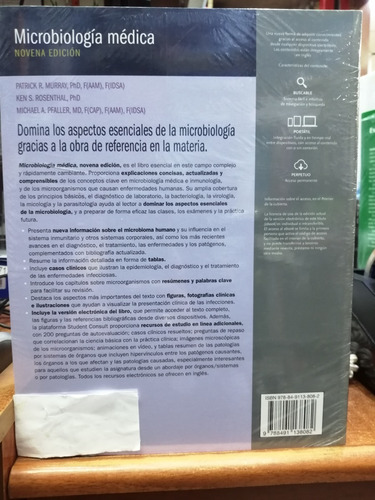 Microbiología médica
NOVENA EDICIÓN
PATRICK R. MURRAY, PhD, F(AAM), F(IDSA)
KEN S. ROSENTHAL, PhD
MICHAEL A. PFALLER, MD, F(CAP), F(AAM), F(IDSA)
Domina los aspectos esenciales de la microbiología
gracias a la obra de referencia en la materia.
Microbiología médica, novena edición, es el libro esencial en este campo complejo
y rápidamente cambiante. Proporciona explicaciones concisas, actualizadas y
comprensibles de los conceptos clave en microbiología médica e inmunología,
y de los microorganismos que causan enfermedades humanas. Su amplia cobertura
de los principios básicos, el diagnóstico de laboratorio, la bacteriología, la virología,
la micología y la parasitología ayuda al lector a dominar los aspectos esenciales
de la microbiología, y a preparar de forma eficaz las clases, los exámenes y la práctica
futura.
Presenta nueva información sobre el microbioma humano y su influencia en el
sistema inmunitario y otros sistemas corporales, así como los más recientes
avances en el diagnóstico, el tratamiento, las enfermedades y los patógenos,
complementados con bibliografía actualizada.
Resume la información detallada en forma de tablas.
Incluye casos clínicos que ilustran la epidemiología, el diagnóstico y el tratamiento
de las enfermedades infecciosas.
Introduce los capítulos sobre microorganismos con resúmenes y palabras clave
para facilitar su revisión.
Destaca los aspectos más importantes del texto con figuras, fotografías clínicas
e ilustraciones que ayudan a visualizar la presentación clínica de las infecciones.
Incluye la versión electrónica del libro, que permite acceder al texto completo,
las figuras y las referencias bibliográficas desde diversos dispositivos. Además,
la plataforma Student Consult proporciona recursos de estudio en línea adicionales,
con 200 preguntas de autoevaluación; casos clínicos resueltos; preguntas de repaso
que correlacionan la ciencia básica con la práctica clínica; imágenes microscópicas
de los microorganismos; animaciones en vídeo, y tablas resumen de las patologías
por sistemas de órganos que incluyen hipervínculos entre los patógenos causantes,
los órganos a los que afectan y las patologías causadas, especialmente interesantes
para aquellos que estudien la asignatura desde un abordaje por órganos/sistemas
o por patologías. Todos los recursos electrónicos se ofrecen en inglés.
BUSCABLE
PORTÁTIL
PERPETUO
Acceso permanente
ISBN 978-84-9113-808-2
9 788491 138082